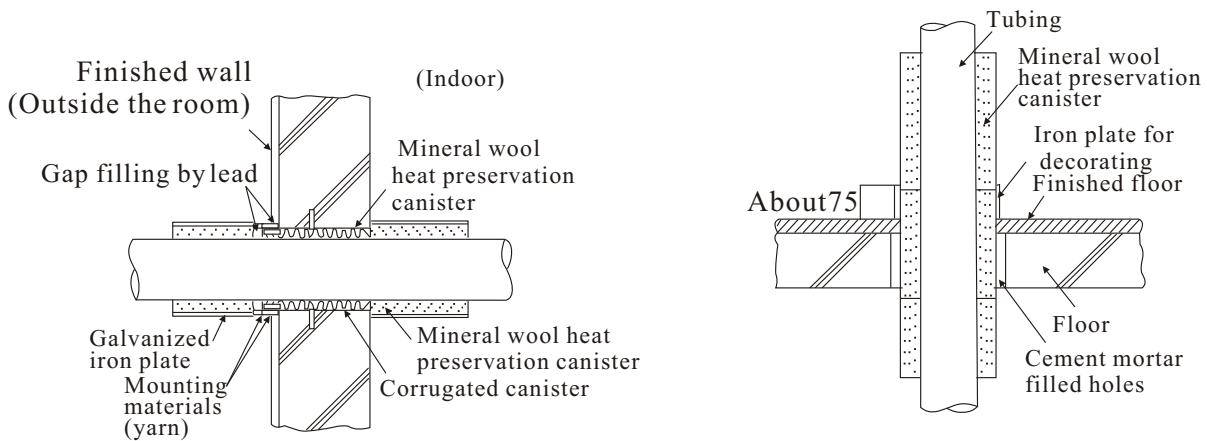 Finished wall
(Outside the room)
(Indoor)
Gap filling by lead
Mineral wool
heat preservation
canister
Galvanized
iron plate
Mounting
materials
(yarn)
Mineral wool heat
preservation canister
Corrugated canister
Tubing
Mineral wool
heat preservation
canister
Iron plate for
decorating
Finished floor
About75
Floor
Cement mortar
filled holes